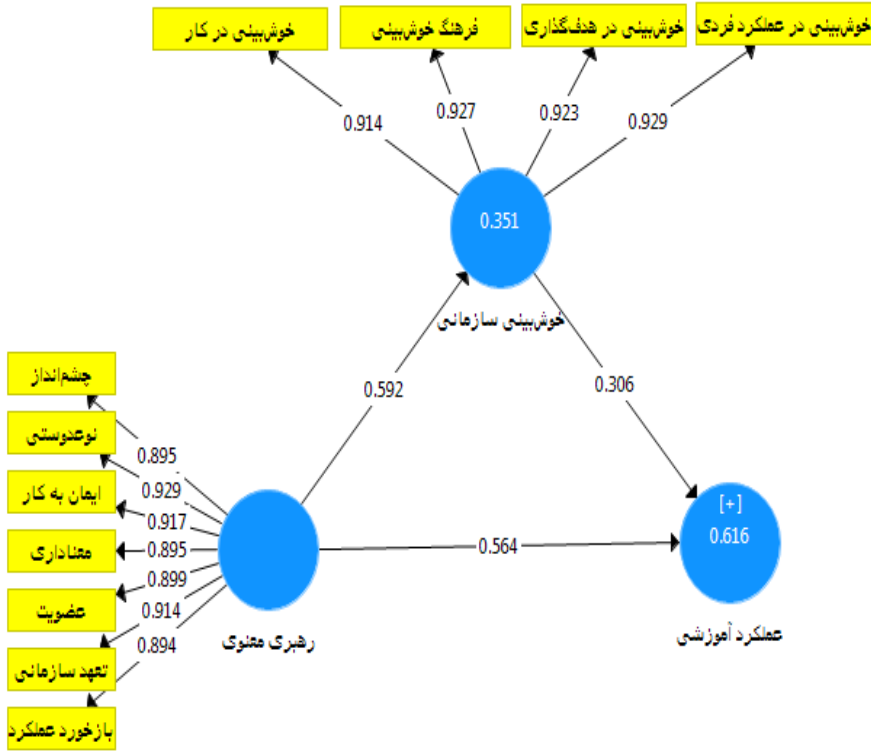 خوش‌بینی در عملکرد فردی
خوش‌بینی در هدف‌گذاری
فرهنگ خوش‌بینی
خوش‌بینی در کار
0.929
0.923
0.927
0.914
0.351
خوش‌بینی سازمانی
0.592
0.306
چشم‌انداز
نوعدوستی
ایمان به کار
معناداری
عضویت
تعهد سازمانی
بازخورد عملکرد
0.895
0.929
0.917
0.895
0.899
0.914
0.894
رهبری معنوی
0.564
[+]
0.616
عملکرد آموزشی